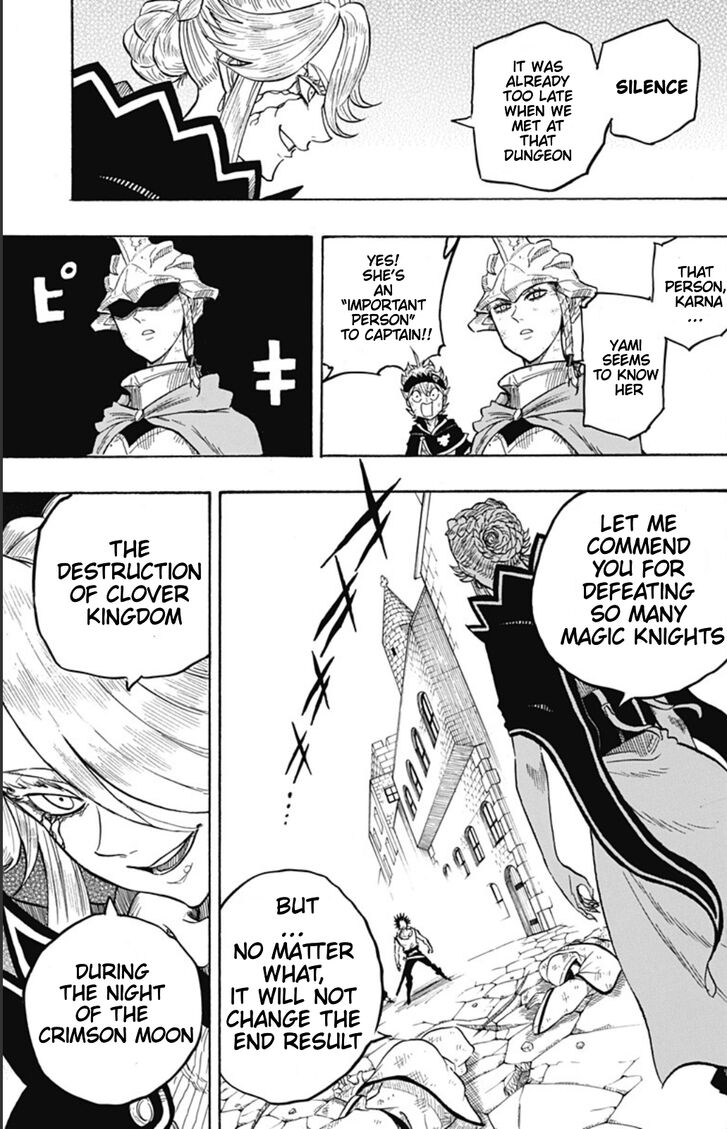 SILENCE
IT WAS
ALREADY
TOO LATE
WHEN WE
MET AT
THAT
DUNGEON
THAT
PERSON,
KARNA
...
YAMI
SEEMS
TO KNOW
HER
YES!
SHE'S
AN
"IMPORTANT
PERSON"
TO CAPTAIN!!
ピ
キ
LET ME
COMMEND
YOU FOR
DEFEATING
SO MANY
MAGIC KNIGHTS
BUT
...
NO MATTER
WHAT,
IT WILL NOT
CHANGE THE
END RESULT
THE
DESTRUCTION
OF CLOVER
KINGDOM
DURING
THE NIGHT
OF THE
CRIMSON MOON